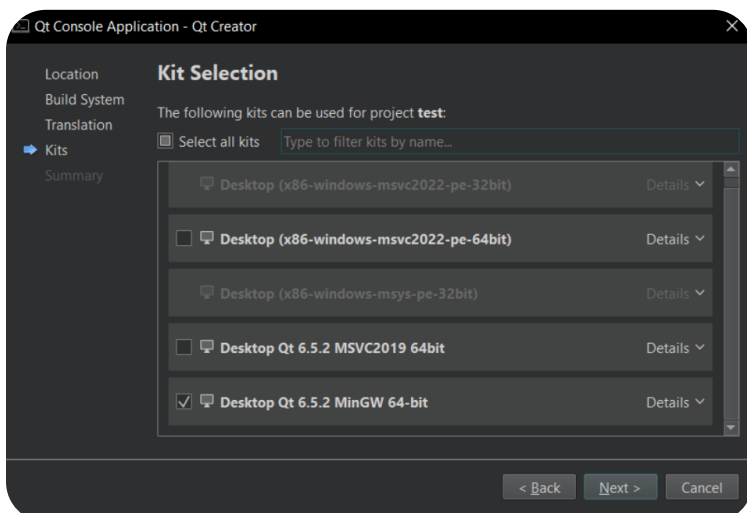 Qt Console Application - Qt Creator
Location
Build System
Translation
Kits
Summary
Kit Selection
The following kits can be used for project test:
Select all kits
Type to filter kits by name...
Desktop (x86-windows-msvc2022-pe-32bit) Details
Desktop (x86-windows-msvc2022-pe-64bit) Details
Desktop (x86-windows-msys-pe-32bit) Details
Desktop Qt 6.5.2 MSVC2019 64bit Details
Desktop Qt 6.5.2 MinGW 64-bit Details
< Back Next > Cancel